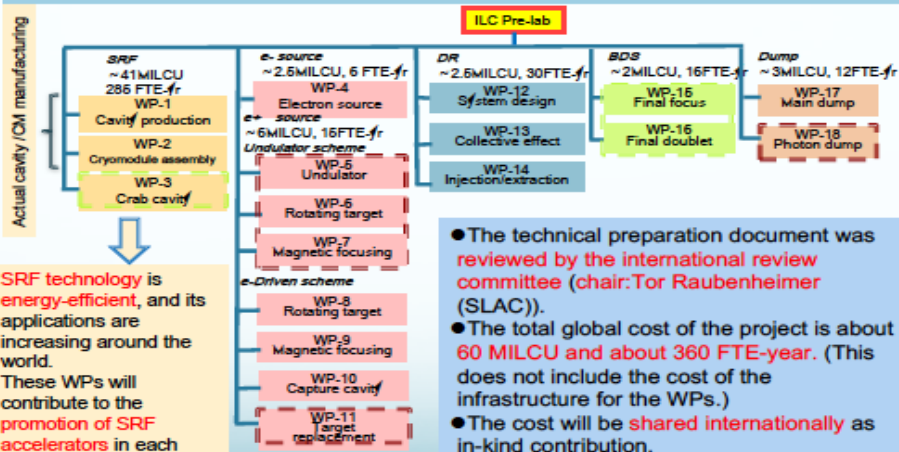 ILC Pre-lab
Actual cavity /CM manufacturing
SRF
~41MILCU
285 FTE-yr
WP-1
Cavity production
WP-2
Cryomodule assembly
WP-3
Crab cavity
SRF technology is
energy-efficient, and its
applications are
increasing around the
world.
These WPs will
contribute to the
promotion of SRF
accelerators in each
e- source
~2.5MILCU, 6 FTE-yr
WP-4
Electron source
e+ source
~6MILCU, 15FTE-yr
Undulator scheme
WP-5
Undulator
WP-6
Rotating target
WP-7
Magnetic focusing
e-Driven scheme
WP-8
Rotating target
WP-9
Magnetic focusing
WP-10
Capture cavity
WP-11
Target
replacement
DR
~2.5MILCU, 30FTE-yr
WP-12
System design
WP-13
Collective effect
WP-14
Injection/extraction
BDS
~2MILCU, 16FTE-yr
WP-15
Final focus
WP-16
Final doublet
Dump
~3MILCU, 12FTE-yr
WP-17
Main dump
WP-18
Photon dump
●The technical preparation document was
reviewed by the international review
committee (chair:Tor Raubenheimer
(SLAC)).
●The total global cost of the project is about
60 MILCU and about 360 FTE-year. (This
does not include the cost of the
infrastructure for the WPs.)
●The cost will be shared internationally as
in-kind contribution.